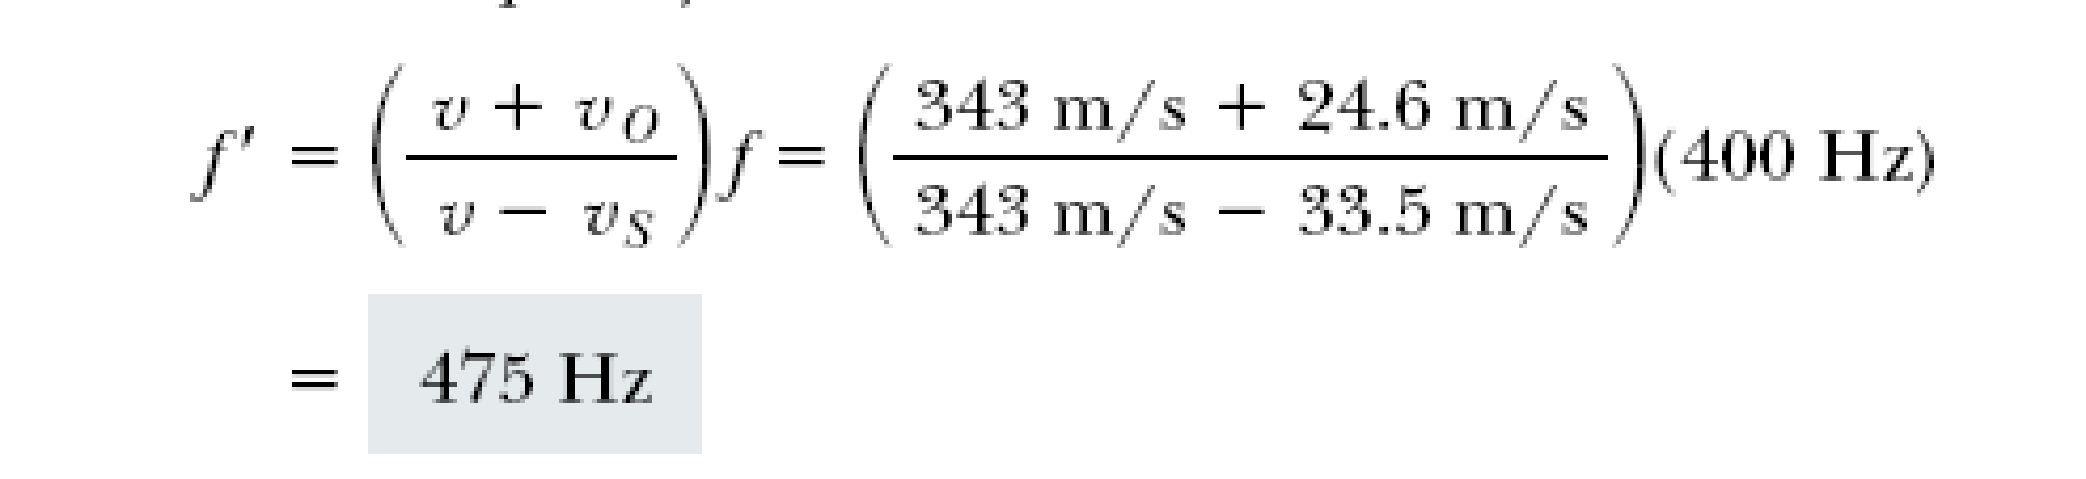 f′ = ( (v + v_O) / (v − v_S) ) f = ( (343 m/s + 24.6 m/s) / (343 m/s − 33.5 m/s) ) (400 Hz)
= 475 Hz